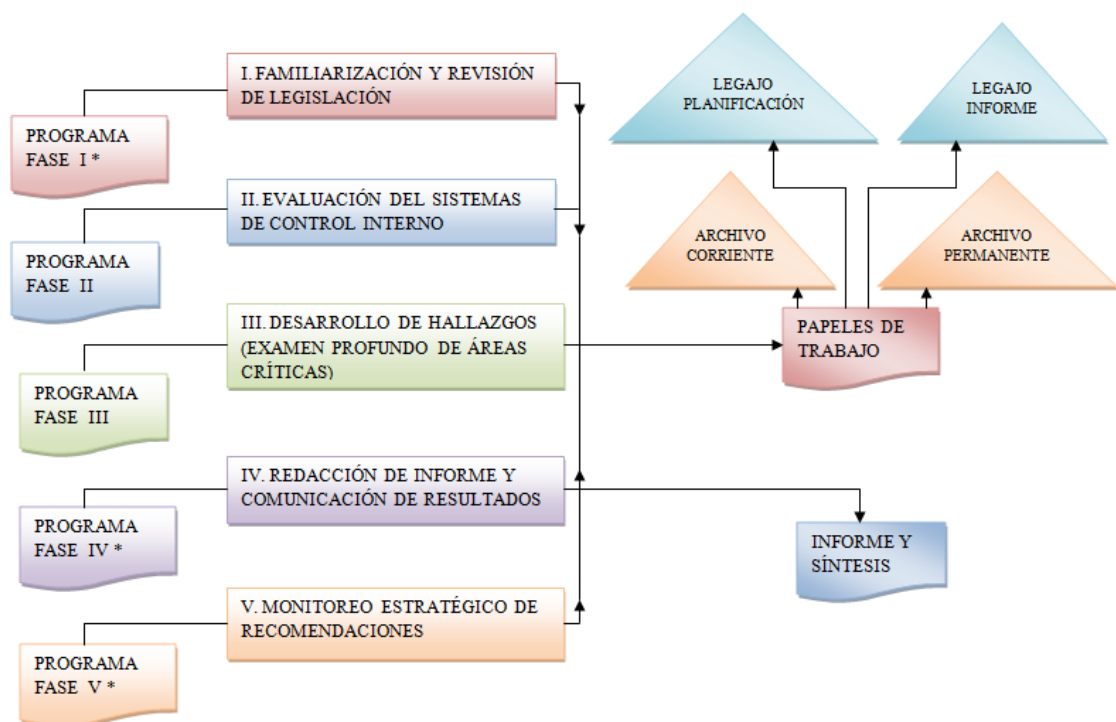 I. FAMILIARIZACIÓN Y REVISIÓN
DE LEGISLACIÓN
PROGRAMA
FASE I *
II. EVALUACIÓN DEL SISTEMAS
DE CONTROL INTERNO
PROGRAMA
FASE II
III. DESARROLLO DE HALLAZGOS
(EXAMEN PROFUNDO DE ÁREAS
CRÍTICAS)
PROGRAMA
FASE III
IV. REDACCIÓN DE INFORME Y
COMUNICACIÓN DE RESULTADOS
PROGRAMA
FASE IV *
V. MONITOREO ESTRATÉGICO DE
RECOMENDACIONES
PROGRAMA
FASE V *
LEGAJO
PLANIFICACIÓN
LEGAJO
INFORME
ARCHIVO
CORRIENTE
ARCHIVO
PERMANENTE
PAPELES DE
TRABAJO
INFORME Y
SÍNTESIS